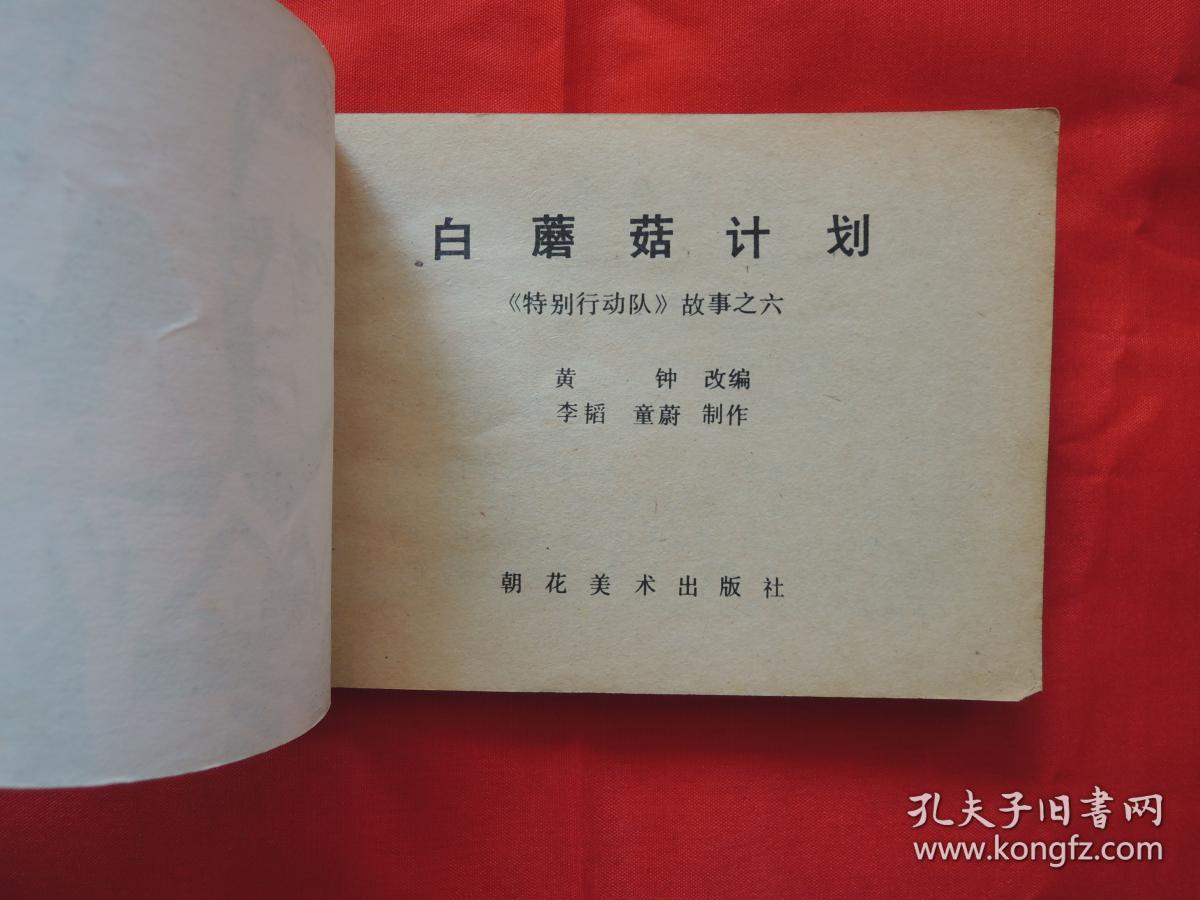 白蘑菇计划
《特别行动队》故事之六
黄 钟 改编
李韬 童蔚 制作
朝花美术出版社
孔夫子旧书网
www.kongfz.com